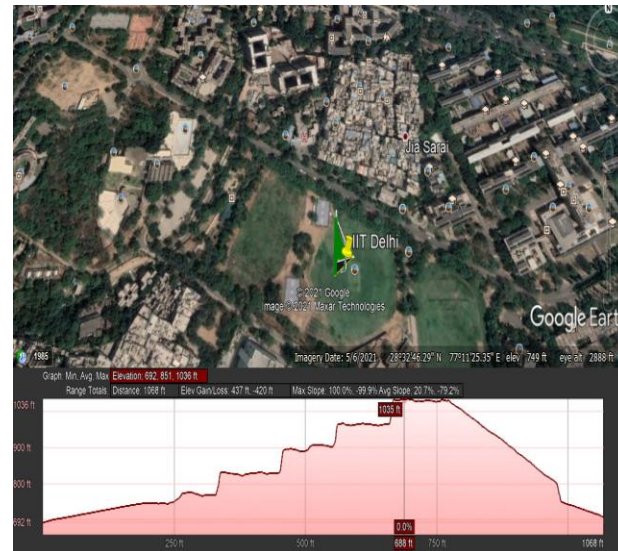 N
Jia Sarai
IIT Delhi
© 2021 Google
Image © 2021 Maxar Technologies
Google Eart
1985
Imagery Date: 5/6/2021 28°32'46.29" N 77°11'25.35" E elev 749 ft eye alt 2888 ft
Graph: Min, Avg, Max Elevation: 692, 851, 1036 ft
Range Totals: Distance: 1068 ft Elev Gain/Loss: 437 ft, -420 ft Max Slope: 100.0%, -99.9% Avg Slope: 20.7%, -79.2%
1036 ft
1035 ft
900 ft
800 ft
692 ft
0.0%
250 ft
500 ft
688 ft
750 ft
1068 ft